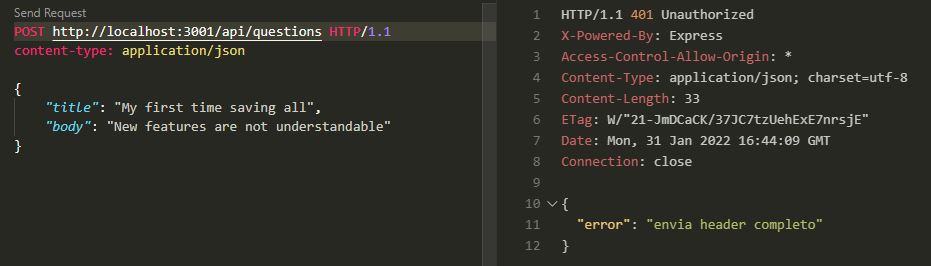 Send Request
POST http://localhost:3001/api/questions HTTP/1.1
content-type: application/json
{
"title": "My first time saving all",
"body": "New features are not understandable"
}
1 HTTP/1.1 401 Unauthorized
2 X-Powered-By: Express
3 Access-Control-Allow-Origin: *
4 Content-Type: application/json; charset=utf-8
5 Content-Length: 33
6 ETag: W/"21-JmDCaCK/37JC7tzUehExE7nrsjE"
7 Date: Mon, 31 Jan 2022 16:44:09 GMT
8 Connection: close
9
10 {
11 "error": "envia header completo"
12 }